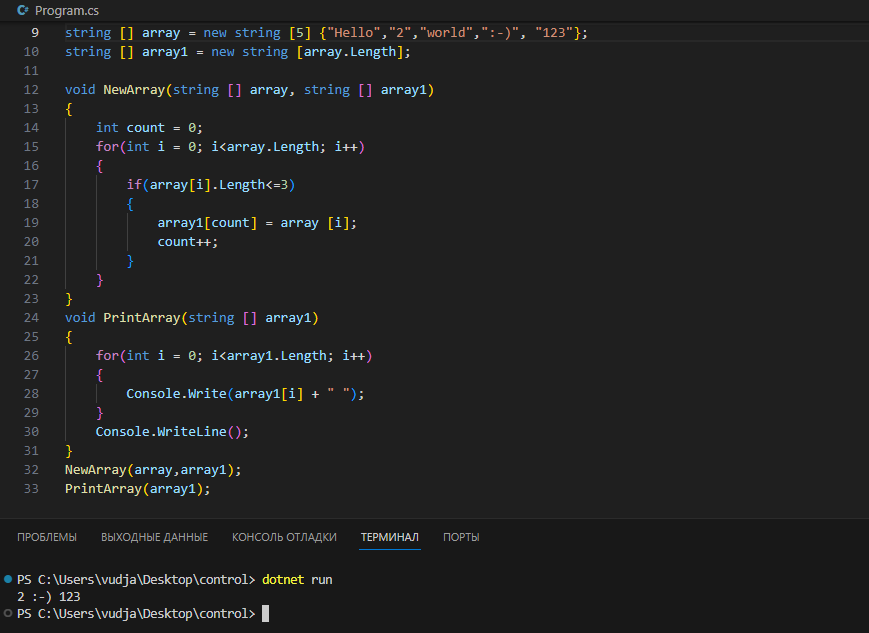 Program.cs
9 string [] array = new string [5] {"Hello","2","world",":-)", "123"};
10 string [] array1 = new string [array.Length];
11
12 void NewArray(string [] array, string [] array1)
13 {
14 int count = 0;
15 for(int i = 0; i<array.Length; i++)
16 {
17 if(array[i].Length<=3)
18 {
19 array1[count] = array [i];
20 count++;
21 }
22 }
23 }
24 void PrintArray(string [] array1)
25 {
26 for(int i = 0; i<array1.Length; i++)
27 {
28 Console.Write(array1[i] + " ");
29 }
30 Console.WriteLine();
31 }
32 NewArray(array,array1);
33 PrintArray(array1);
ПРОБЛЕМЫ ВЫХОДНЫЕ ДАННЫЕ КОНСОЛЬ ОТЛАДКИ ТЕРМИНАЛ ПОРТЫ
PS C:\Users\vudja\Desktop\control> dotnet run
2 :-) 123
PS C:\Users\vudja\Desktop\control>